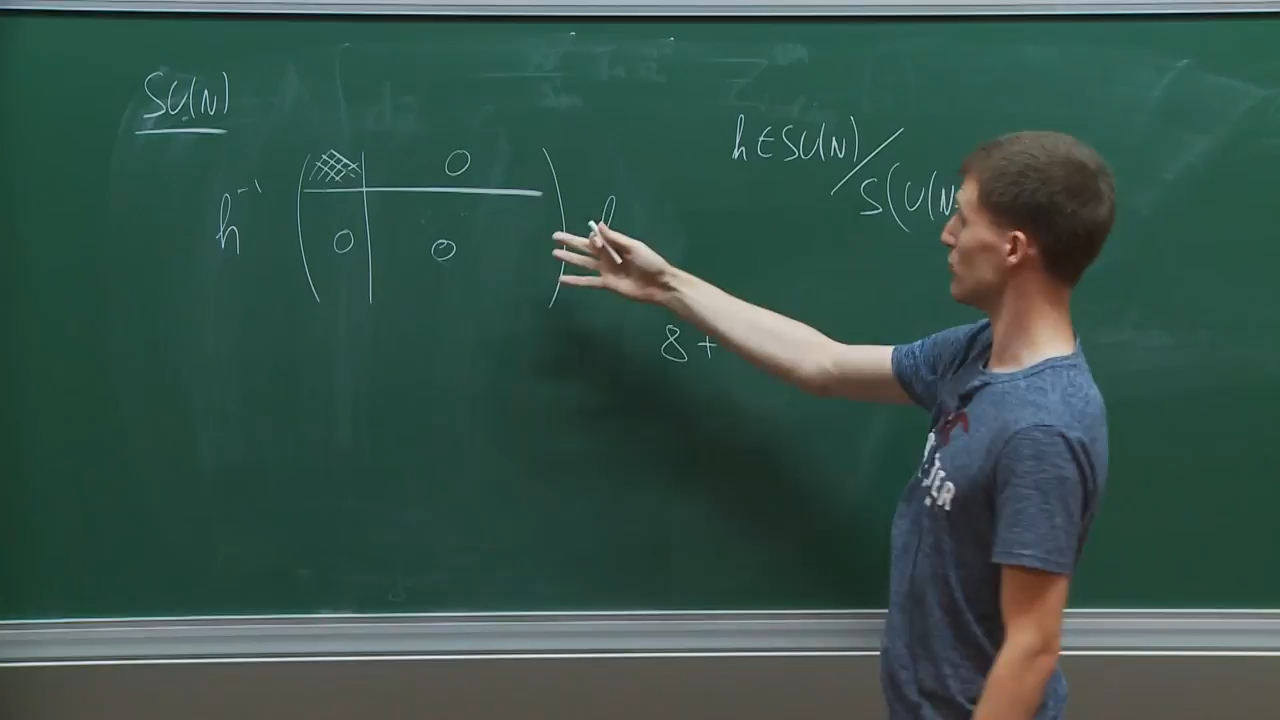 SU(N)
h⁻¹ ( 0 ) h
0 0
h ∈ SU(N) / S(U(N
8 +